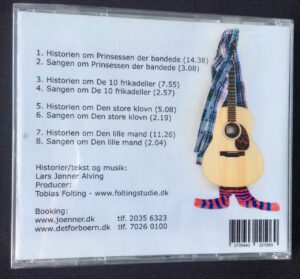 1. Historien om Prinsessen der bandede (14.38)
2. Sangen om Prinsessen der bandede (3.08)
3. Historien om De 10 frikadeller (7.55)
4. Sangen om De 10 frikadeller (2.57)
5. Historien om Den store klovn (5.08)
6. Sangen om Den store klovn (2.19)
7. Historien om Den lille mand (11.26)
8. Sangen om Den lille mand (2.04)
Historier/tekst og musik:
Lars Jønner Alving
Producer:
Tobias Folting - www.foltingstudie.dk
Booking:
www.joenner.dk tlf. 2035 6323
www.detforboern.dk tlf. 7026 0100